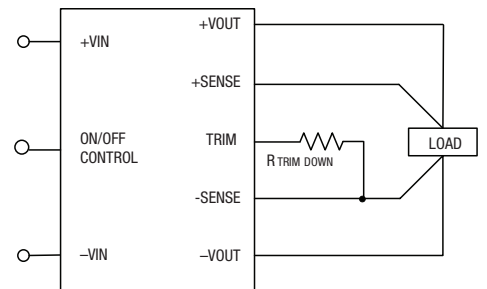 +VIN
ON/OFF
CONTROL
–VIN
+VOUT
+SENSE
TRIM
-SENSE
–VOUT
R TRIM DOWN
LOAD